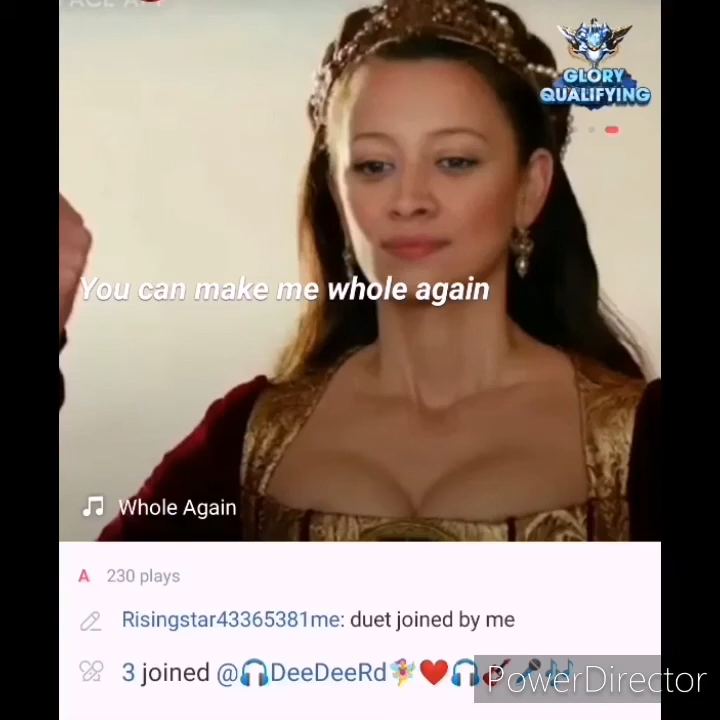 GLORY
QUALIFYING
You can make me whole again
Whole Again
A 230 plays
Risingstar43365381me: duet joined by me
3 joined @🎧DeeDeeRd🧚❤️🎧🎸🎤🎶
PowerDirector